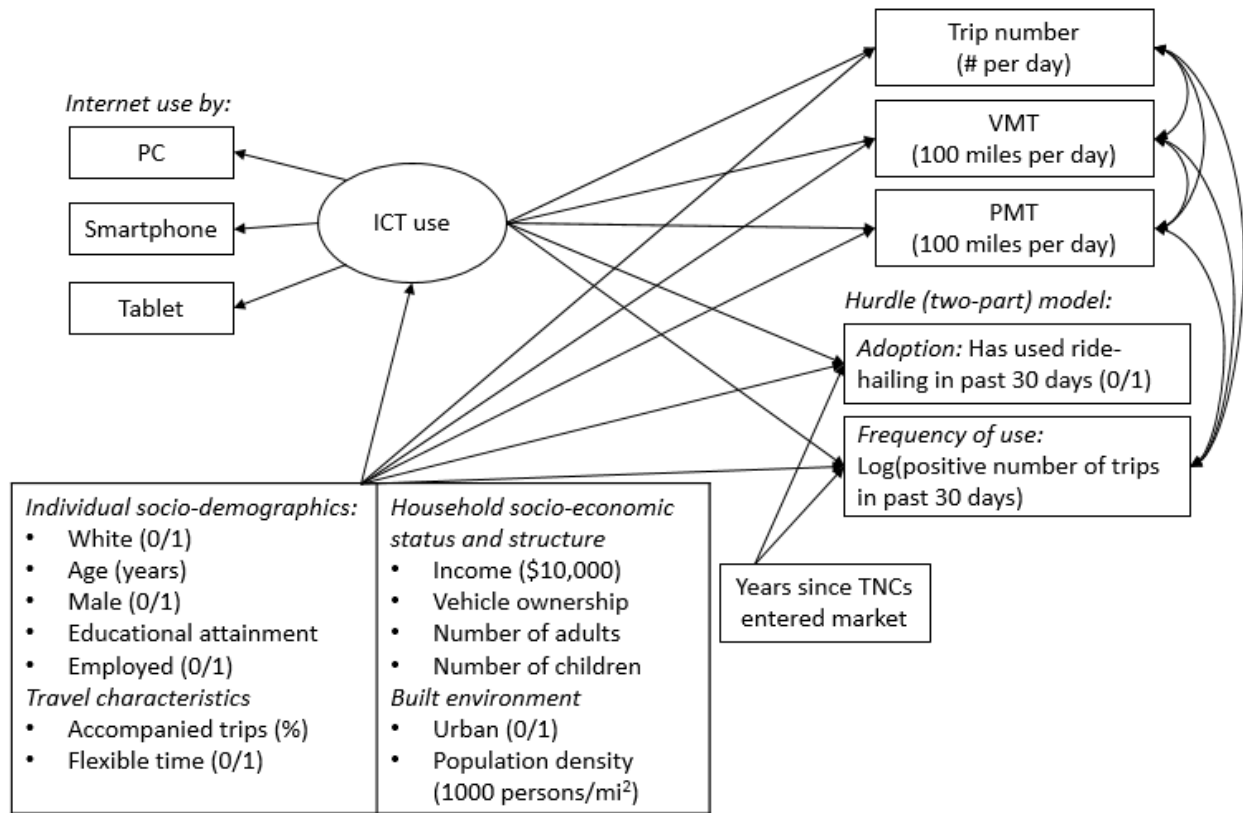 Internet use by:
PC
Smartphone
Tablet
ICT use
Trip number
(# per day)
VMT
(100 miles per day)
PMT
(100 miles per day)
Hurdle (two-part) model:
Adoption: Has used ride-
hailing in past 30 days (0/1)
Frequency of use:
Log(positive number of trips
in past 30 days)
Years since TNCs
entered market
Individual socio-demographics:
• White (0/1)
• Age (years)
• Male (0/1)
• Educational attainment
• Employed (0/1)
Travel characteristics
• Accompanied trips (%)
• Flexible time (0/1)
Household socio-economic
status and structure
• Income ($10,000)
• Vehicle ownership
• Number of adults
• Number of children
Built environment
• Urban (0/1)
• Population density
(1000 persons/mi²)